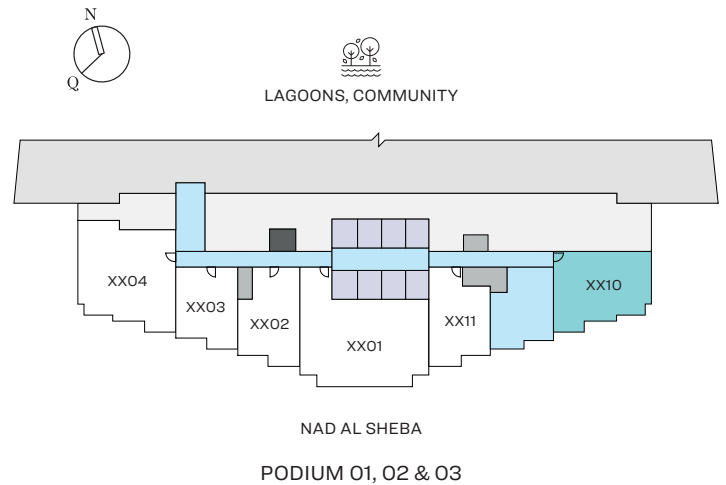 N
Q
LAGOONS, COMMUNITY
XX04
XX03
XX02
XX01
XX11
XX10
NAD AL SHEBA
PODIUM 01, 02 & 03